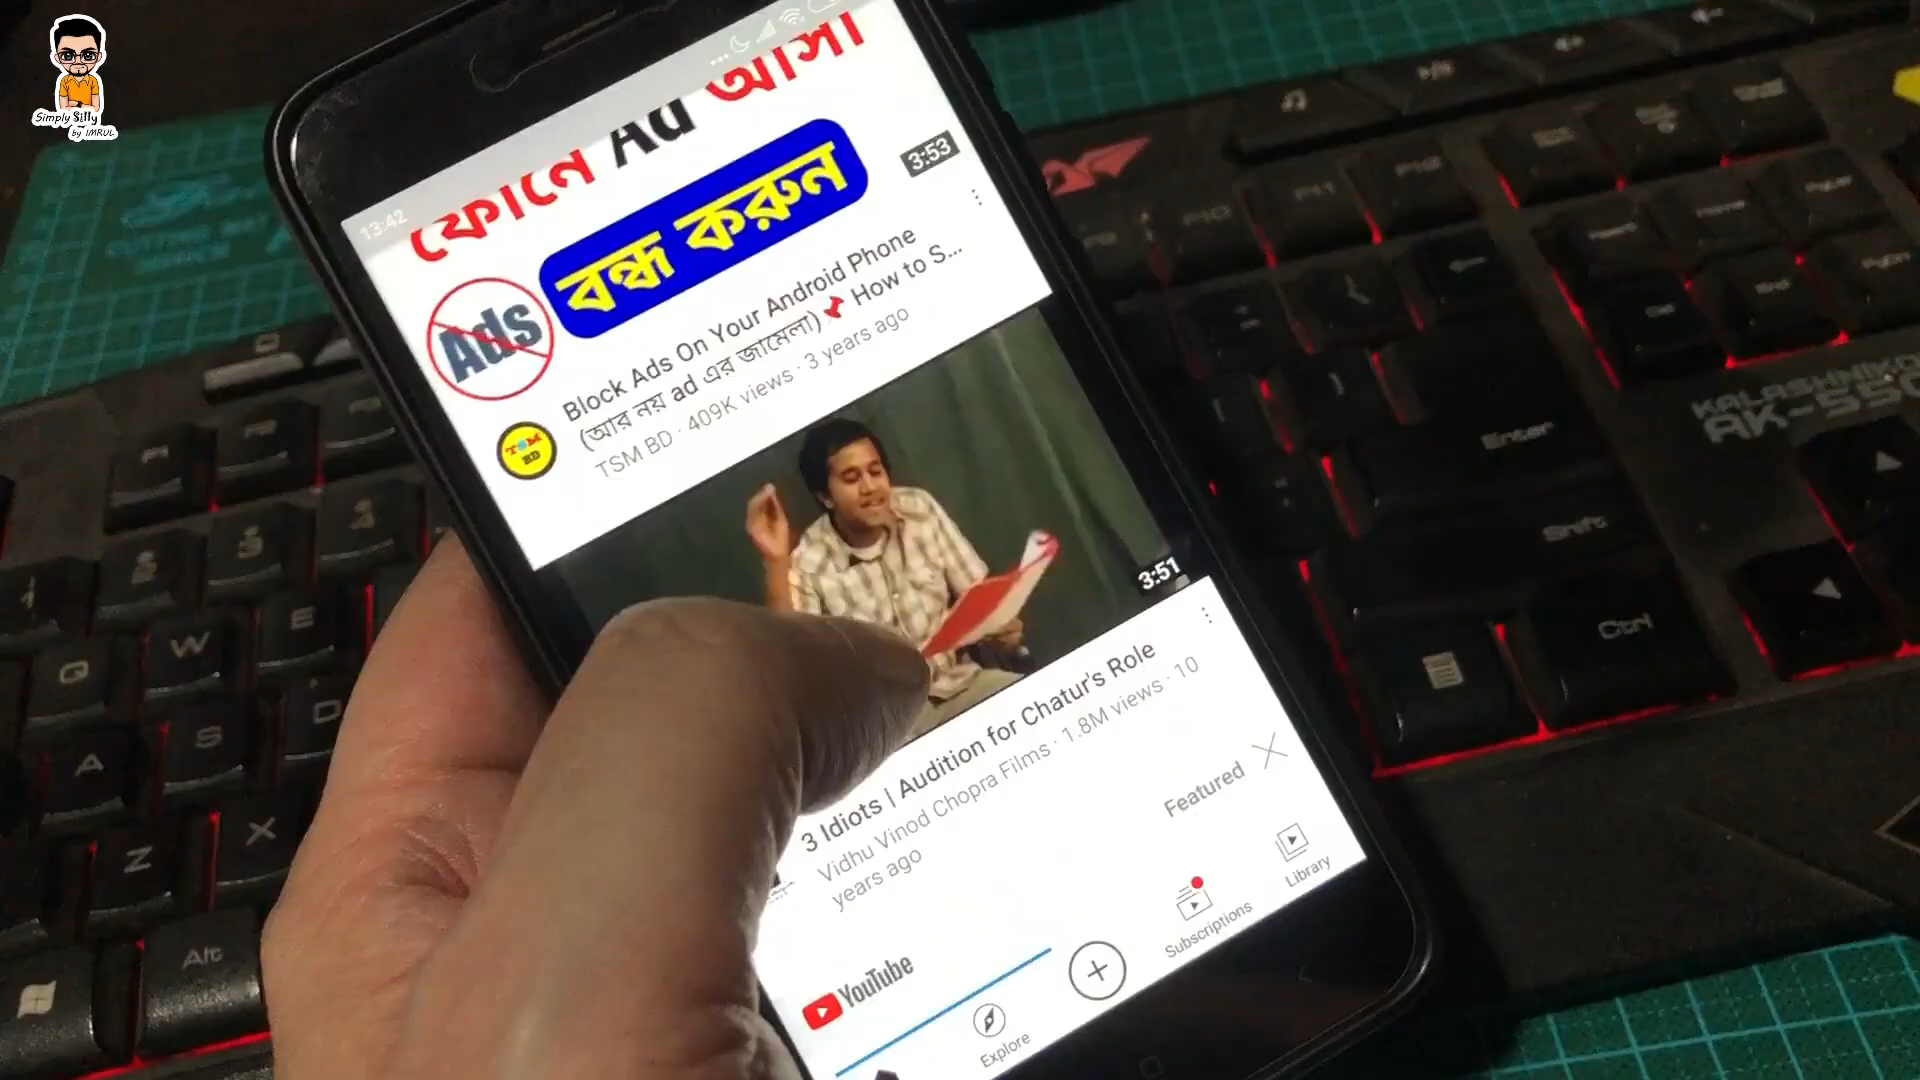 Simply Silly
by IMRUL
13:42
ফোনে Ad আসা
Ads
বন্ধ করুন
3:53
Block Ads On Your Android Phone
(আর নয় ad এর জামেলা) 📌 How to S...
TSM BD · 409K views · 3 years ago
TSM
BD
3:51
3 Idiots | Audition for Chatur's Role
Vidhu Vinod Chopra Films · 1.8M views · 10
years ago
Featured
YouTube
Explore
Subscriptions
Library
KALASHNIKOV
AK-550
Enter
Shift
Ctrl
Alt
Q
W
E
A
S
D
Z
X